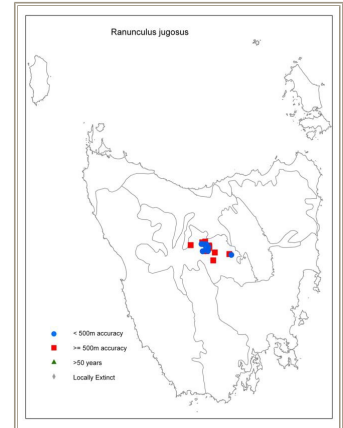 Ranunculus jugosus
< 500m accuracy
>= 500m accuracy
>50 years
Locally Extinct